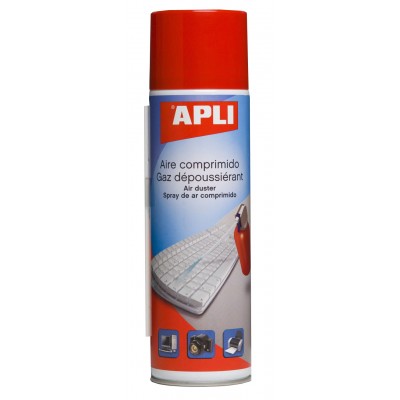 APLI
Aire comprimido
Gaz dépoussiérant
Air duster
Spray de ar comprimido